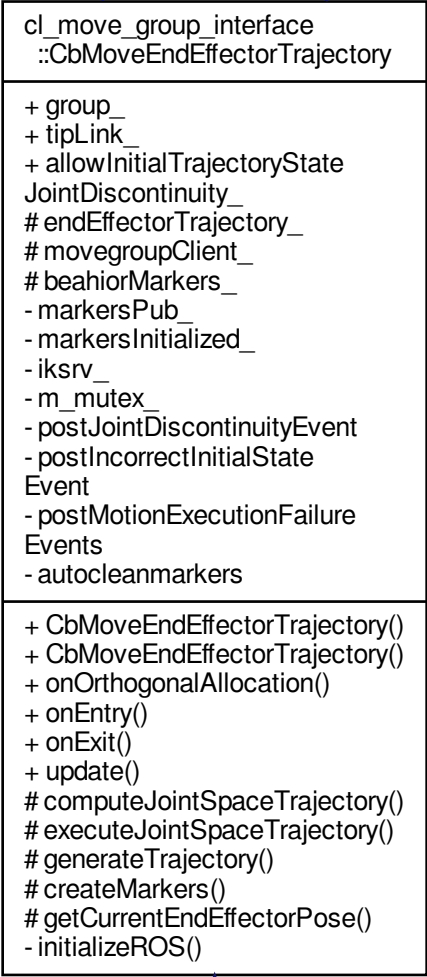 cl_move_group_interface
::CbMoveEndEffectorTrajectory
+ group_
+ tipLink_
+ allowInitialTrajectoryState
JointDiscontinuity_
# endEffectorTrajectory_
# movegroupClient_
# beahiorMarkers_
- markersPub_
- markersInitialized_
- iksrv_
- m_mutex_
- postJointDiscontinuityEvent
- postIncorrectInitialState
Event
- postMotionExecutionFailure
Events
- autocleanmarkers
+ CbMoveEndEffectorTrajectory()
+ CbMoveEndEffectorTrajectory()
+ onOrthogonalAllocation()
+ onEntry()
+ onExit()
+ update()
# computeJointSpaceTrajectory()
# executeJointSpaceTrajectory()
# generateTrajectory()
# createMarkers()
# getCurrentEndEffectorPose()
- initializeROS()